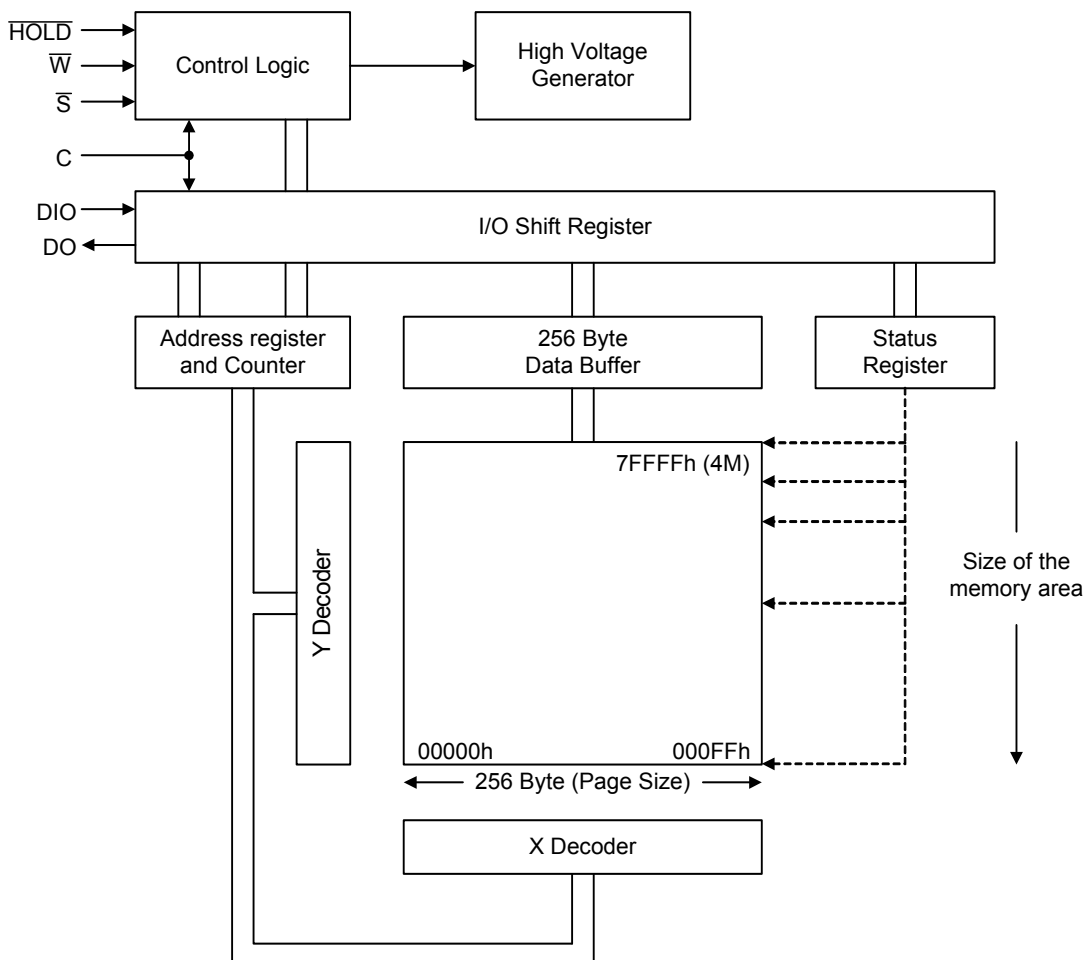 H̅O̅L̅D̅
W̅
S̅
Control Logic
High Voltage
Generator
C
DIO
DO
I/O Shift Register
Address register
and Counter
256 Byte
Data Buffer
Status
Register
7FFFFh (4M)
Y Decoder
Size of the
memory area
00000h
000FFh
256 Byte (Page Size)
X Decoder